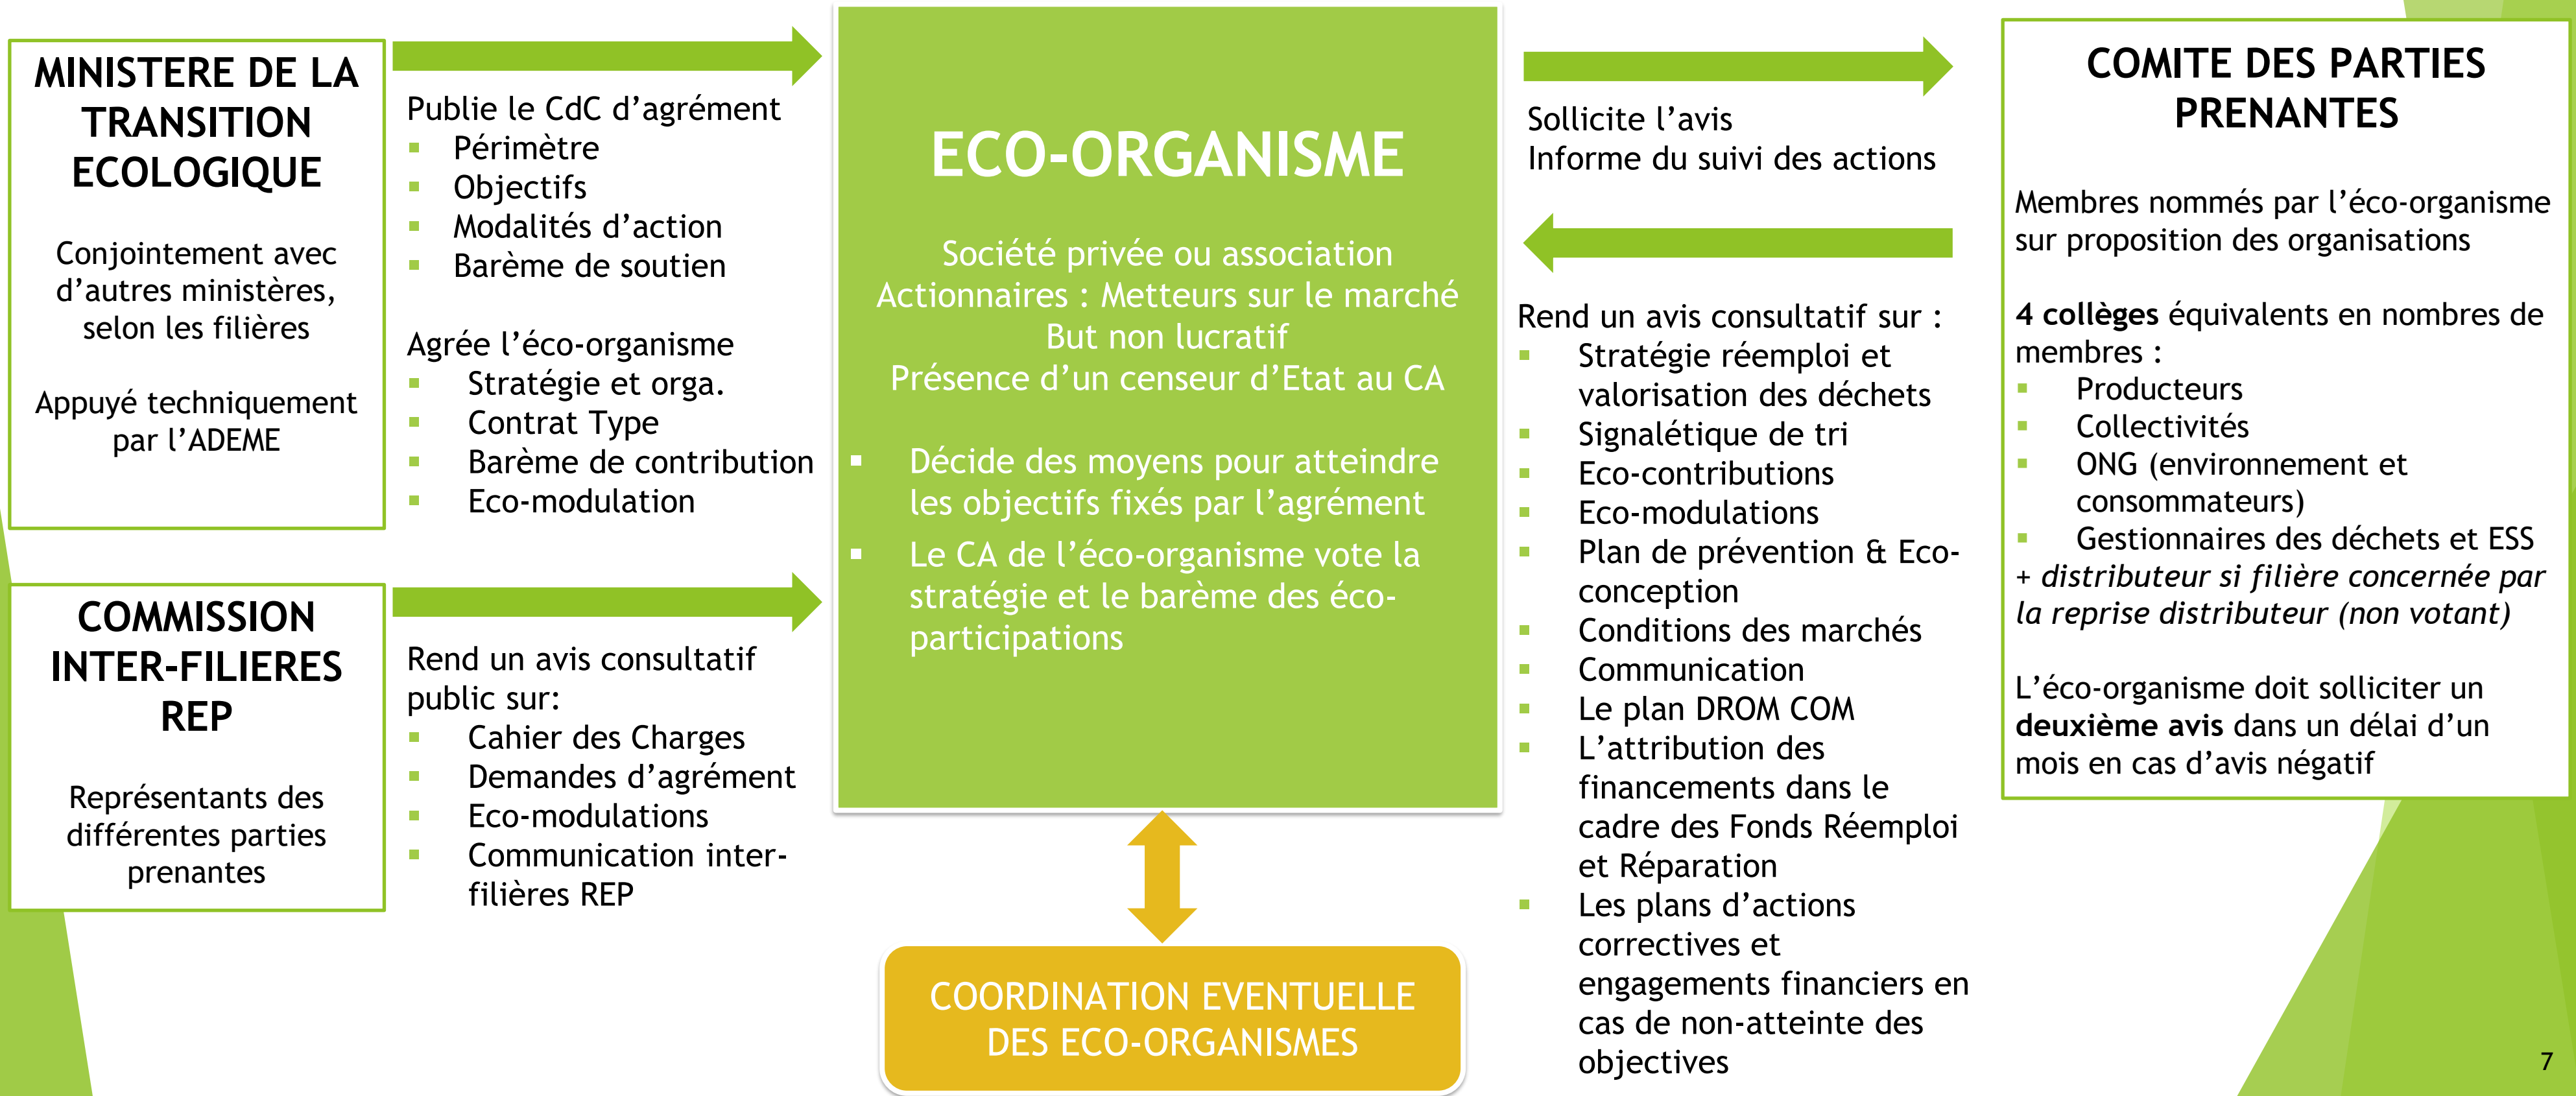 MINISTERE DE LA
TRANSITION
ECOLOGIQUE
Conjointement avec
d’autres ministères,
selon les filières
Appuyé techniquement
par l’ADEME
Publie le CdC d’agrément
▪ Périmètre
▪ Objectifs
▪ Modalités d’action
▪ Barème de soutien
Agrée l’éco-organisme
▪ Stratégie et orga.
▪ Contrat Type
▪ Barème de contribution
▪ Eco-modulation
COMMISSION
INTER-FILIERES
REP
Représentants des
différentes parties
prenantes
Rend un avis consultatif
public sur:
▪ Cahier des Charges
▪ Demandes d’agrément
▪ Eco-modulations
▪ Communication inter-
filières REP
ECO-ORGANISME
Société privée ou association
Actionnaires : Metteurs sur le marché
But non lucratif
Présence d’un censeur d’Etat au CA
▪ Décide des moyens pour atteindre
les objectifs fixés par l’agrément
▪ Le CA de l’éco-organisme vote la
stratégie et le barème des éco-
participations
COORDINATION EVENTUELLE
DES ECO-ORGANISMES
Sollicite l’avis
Informe du suivi des actions
Rend un avis consultatif sur :
▪ Stratégie réemploi et
valorisation des déchets
▪ Signalétique de tri
▪ Eco-contributions
▪ Eco-modulations
▪ Plan de prévention & Eco-
conception
▪ Conditions des marchés
▪ Communication
▪ Le plan DROM COM
▪ L’attribution des
financements dans le
cadre des Fonds Réemploi
et Réparation
▪ Les plans d’actions
correctives et
engagements financiers en
cas de non-atteinte des
objectives
COMITE DES PARTIES
PRENANTES
Membres nommés par l’éco-organisme
sur proposition des organisations
4 collèges équivalents en nombres de
membres :
▪ Producteurs
▪ Collectivités
▪ ONG (environnement et
consommateurs)
▪ Gestionnaires des déchets et ESS
+ distributeur si filière concernée par
la reprise distributeur (non votant)
L’éco-organisme doit solliciter un
deuxième avis dans un délai d’un
mois en cas d’avis négatif
7